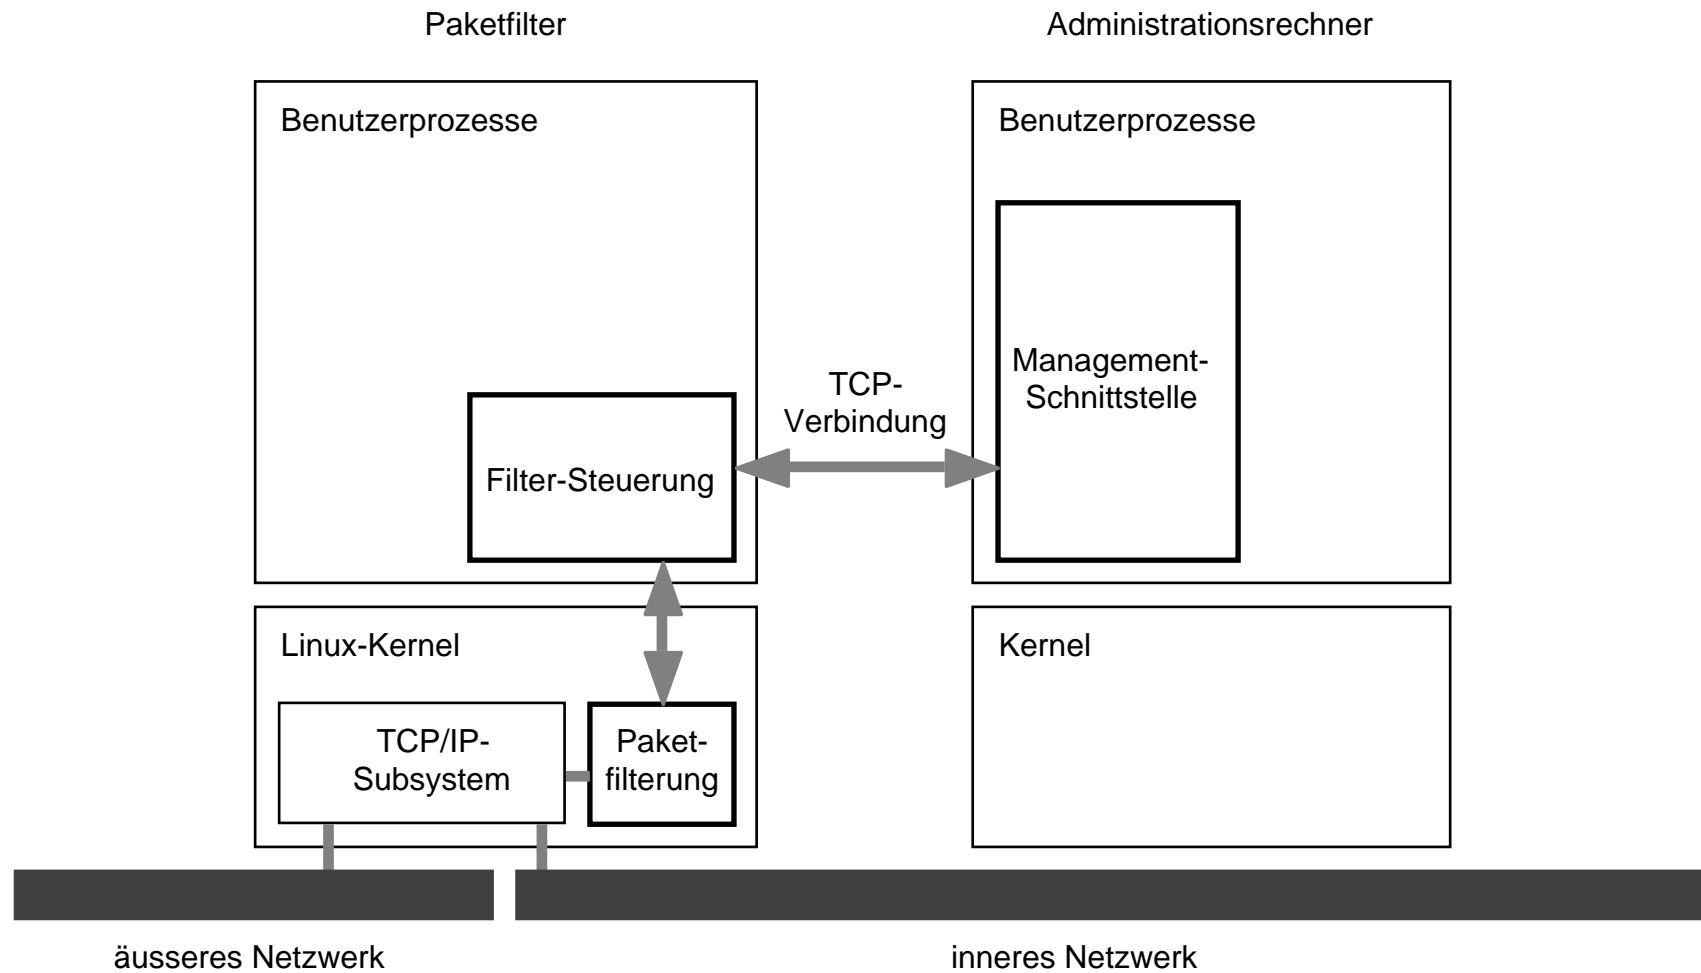 Paketfilter
Administrationsrechner
Benutzerprozesse
Benutzerprozesse
Management-
Schnittstelle
TCP-
Verbindung
Filter-Steuerung
Linux-Kernel
Kernel
TCP/IP-
Subsystem
Paket-
filterung
äusseres Netzwerk
inneres Netzwerk